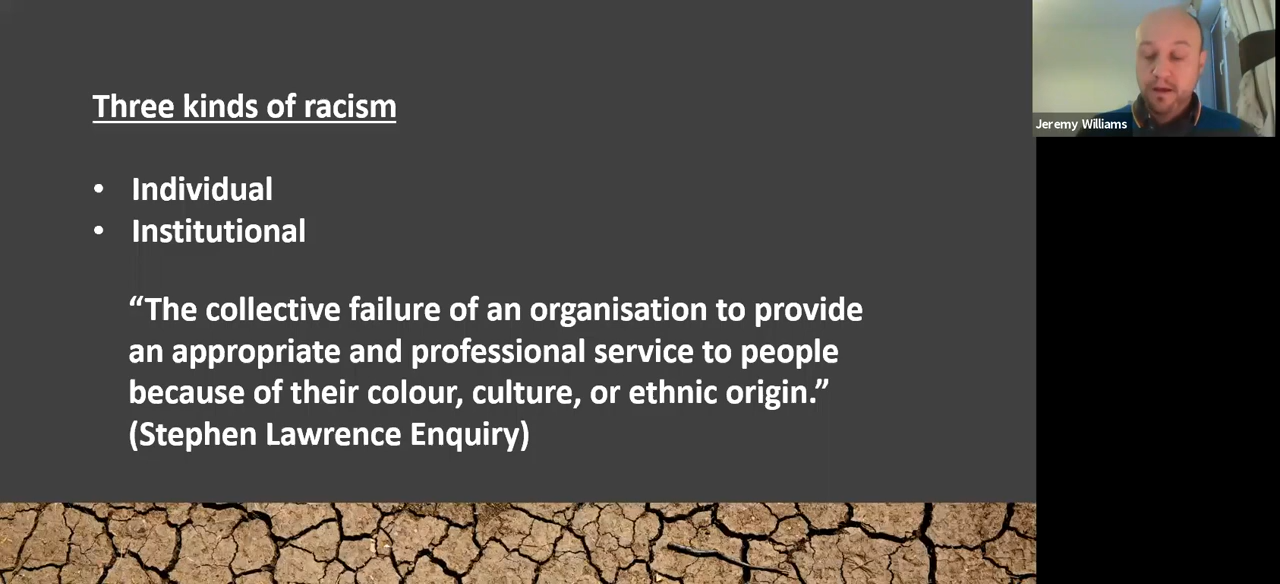 Three kinds of racism
• Individual
• Institutional
“The collective failure of an organisation to provide
an appropriate and professional service to people
because of their colour, culture, or ethnic origin.”
(Stephen Lawrence Enquiry)
Jeremy Williams